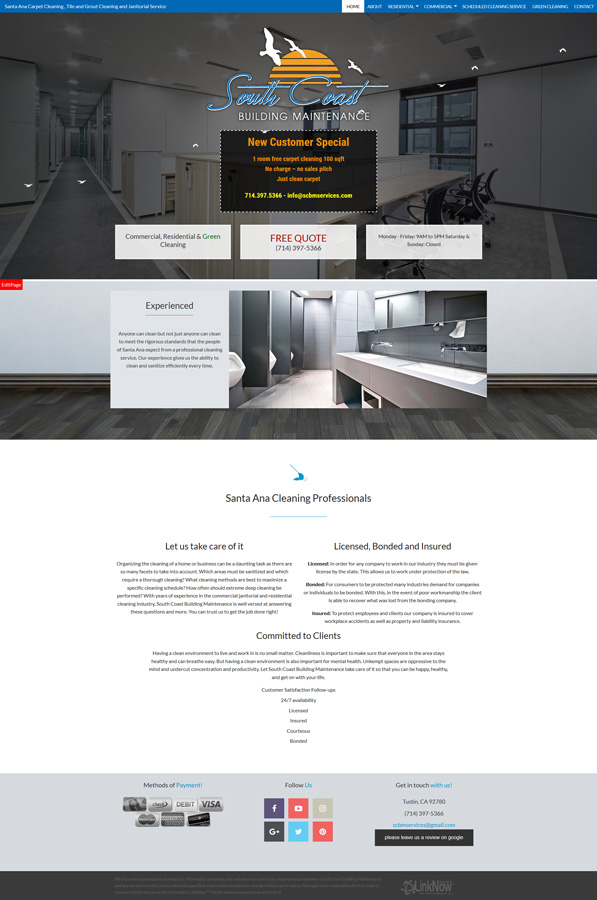 Santa Ana Carpet Cleaning , Tile and Grout Cleaning and Janitorial Service
HOME ABOUT RESIDENTIAL COMMERCIAL SCHEDULED CLEANING SERVICE GREEN CLEANING CONTACT
South Coast
BUILDING MAINTENANCE
New Customer Special
1 room free carpet cleaning 100 sqft
No charge – no sales pitch
Just clean carpet
714.397.5366 - info@scbmservices.com
Commercial, Residential & Green
Cleaning
FREE QUOTE
(714) 397-5366
Monday - Friday: 9AM to 5PM Saturday &
Sunday: Closed
EditPage
Experienced
Anyone can clean but not just anyone can clean
to meet the rigorous standards that the people
of Santa Ana expect from a professional cleaning
service. Our experience gives us the ability to
clean and sanitize efficiently every time.
Santa Ana Cleaning Professionals
Let us take care of it
Organizing the cleaning of a home or business can be a daunting task as there
are so many facets to take into account. Which areas must be sanitized and which
require a thorough cleaning? What cleaning methods are best to maximize a
specific cleaning schedule? How often should extreme deep cleaning be
performed? With years of experience in the commercial janitorial and residential
cleaning industry, South Coast Building Maintenance is well versed at answering
these questions and more. You can trust us to get the job done right!
Licensed, Bonded and Insured
Licensed: In order for any company to work in our industry they must be given
license by the state. This allows us to work under protection of the law.
Bonded: For consumers to be protected many industries demand for companies
or individuals to be bonded. With this, in the event of poor workmanship the client
is able to recover what was lost from the bonding company.
Insured: To protect employees and clients our company is insured to cover
workplace accidents as well as property and liability insurance.
Committed to Clients
Having a clean environment to live and work in is no small matter. Cleanliness is important to make sure that everyone in the area stays
healthy and can breathe easy. But having a clean environment is also important for mental health. Unkempt spaces are oppressive to the
mind and undercut concentration and productivity. Let South Coast Building Maintenance take care of it so that you can be happy, healthy,
and get on with your life.
Customer Satisfaction Follow-ups
24/7 availability
Licensed
Insured
Courteous
Bonded
Methods of Payment!
check DEBIT VISA
Follow Us
G+
Get in touch with us!
Tustin, CA 92780
(714) 397-5366
scbmservices@gmail.com
please leave us a review on google
LinkNow